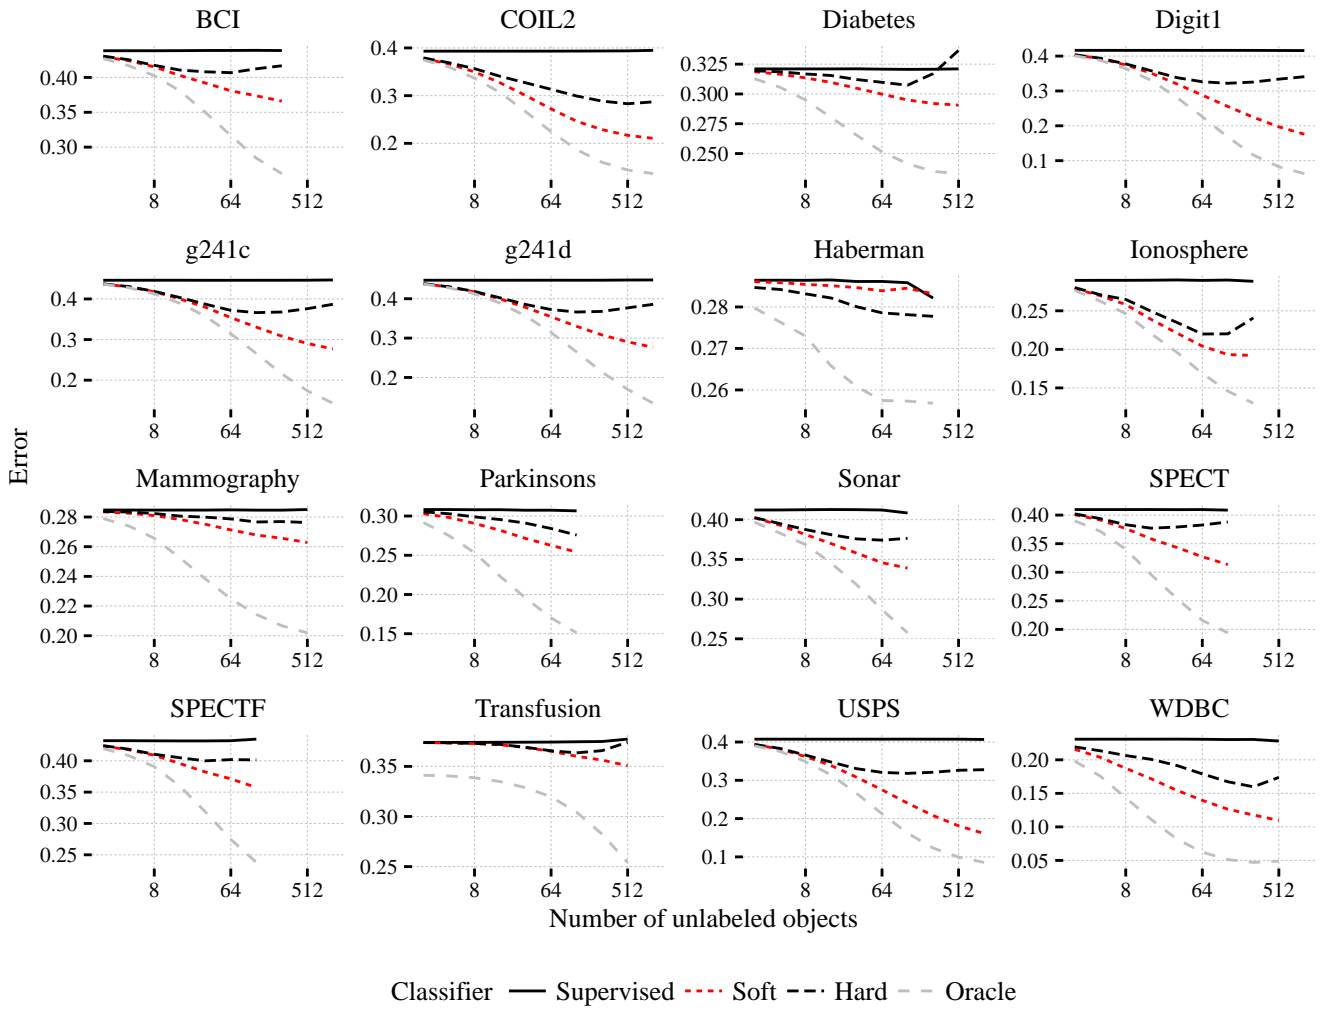 BCI COIL2 Diabetes Digit1
0.40
0.35
0.30
8 64 512
0.4
0.3
0.2
8 64 512
0.325
0.300
0.275
0.250
8 64 512
0.4
0.3
0.2
0.1
8 64 512
g241c g241d Haberman Ionosphere
0.4
0.3
0.2
8 64 512
0.4
0.3
0.2
8 64 512
0.28
0.27
0.26
8 64 512
0.25
0.20
0.15
8 64 512
Error
Mammography Parkinsons Sonar SPECT
0.28
0.26
0.24
0.22
0.20
8 64 512
0.30
0.25
0.20
0.15
8 64 512
0.40
0.35
0.30
0.25
8 64 512
0.40
0.35
0.30
0.25
0.20
8 64 512
SPECTF Transfusion USPS WDBC
0.40
0.35
0.30
0.25
8 64 512
0.35
0.30
0.25
8 64 512
0.4
0.3
0.2
0.1
8 64 512
0.20
0.15
0.10
0.05
8 64 512
Number of unlabeled objects
Classifier Supervised Soft Hard Oracle